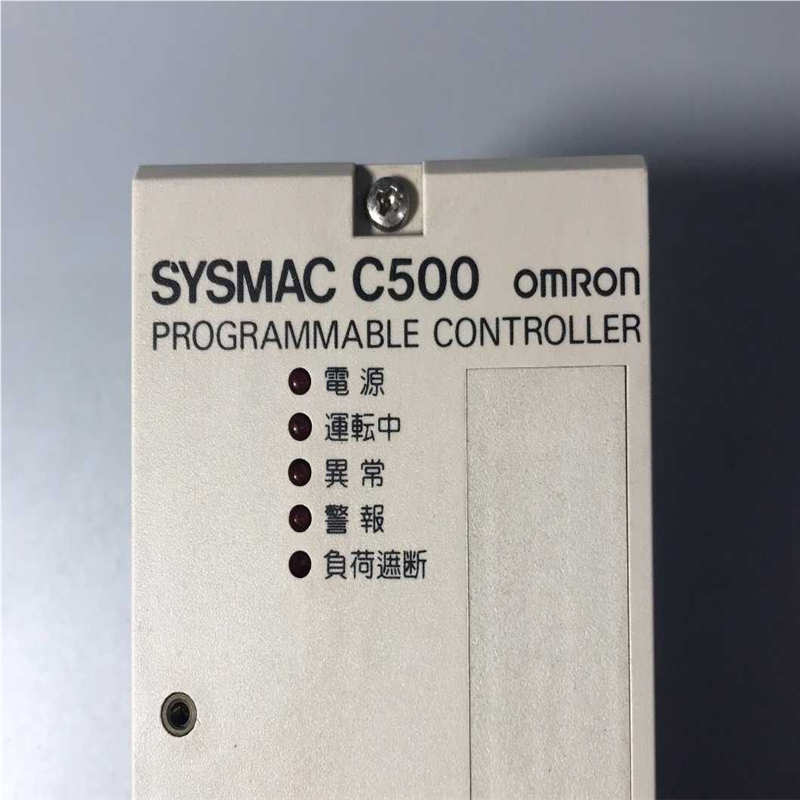 SYSMAC C500 omron
PROGRAMMABLE CONTROLLER
電源
運転中
異常
警報
負荷遮断